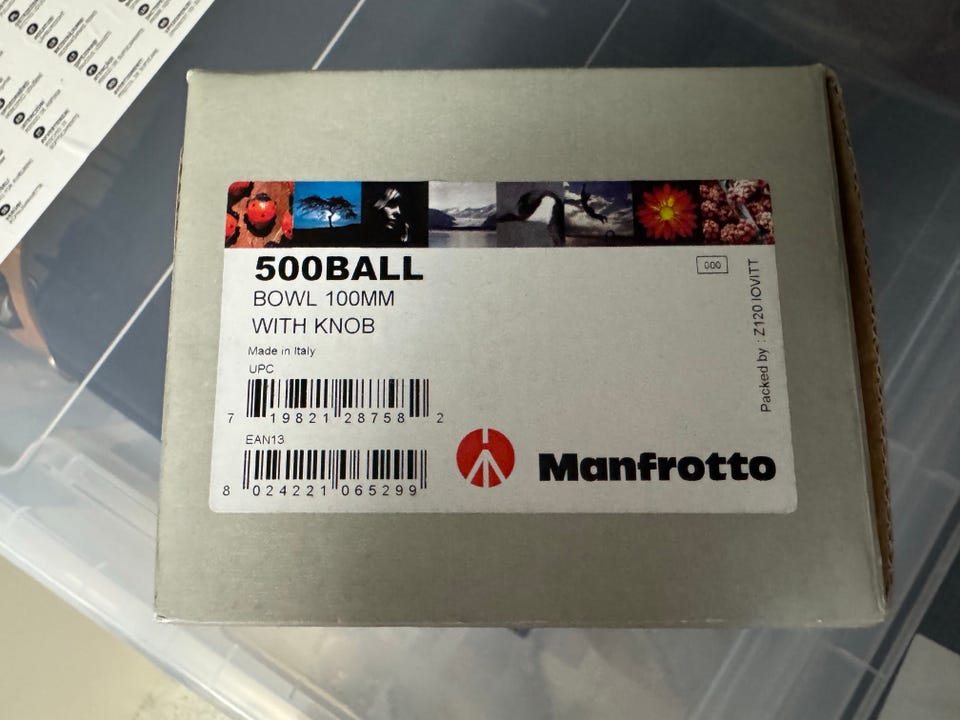 500BALL
BOWL 100MM
WITH KNOB
Made in Italy
UPC
7 19821 28758 2
EAN13
8 024221 065299
Manfrotto
000
Packed by : Z120 IOVITT